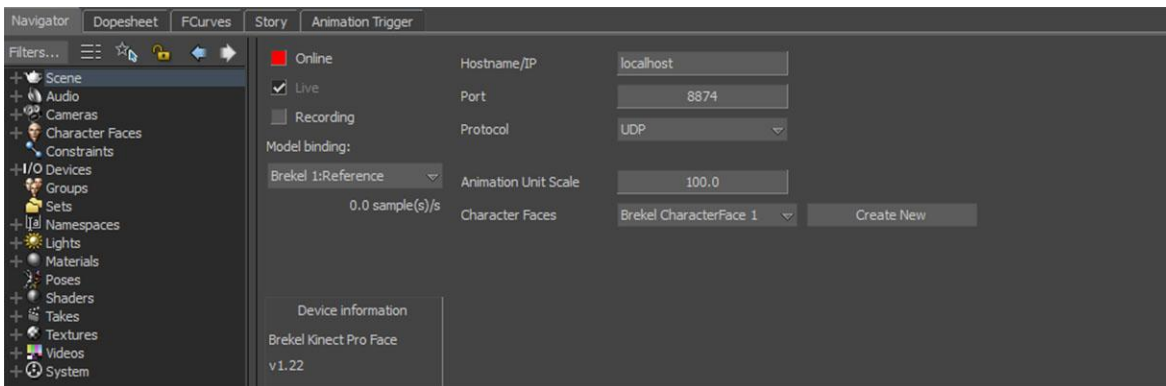 Navigator Dopesheet FCurves Story Animation Trigger
Filters...
Scene
Audio
Cameras
Character Faces
Constraints
I/O Devices
Groups
Sets
Namespaces
Lights
Materials
Poses
Shaders
Takes
Textures
Videos
System
Online
Live
Recording
Model binding:
Brekel 1:Reference
0.0 sample(s)/s
Device information
Brekel Kinect Pro Face
v1.22
Hostname/IP localhost
Port 8874
Protocol UDP
Animation Unit Scale 100.0
Character Faces Brekel CharacterFace 1 Create New